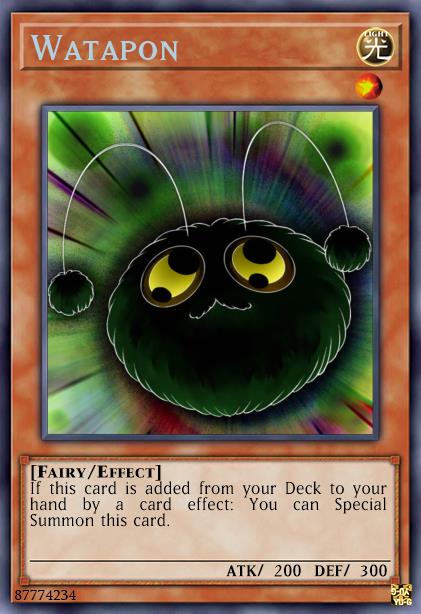 WATAPON
LIGHT
光
[FAIRY/EFFECT]
If this card is added from your Deck to your
hand by a card effect: You can Special
Summon this card.
ATK/ 200 DEF/ 300
87774234